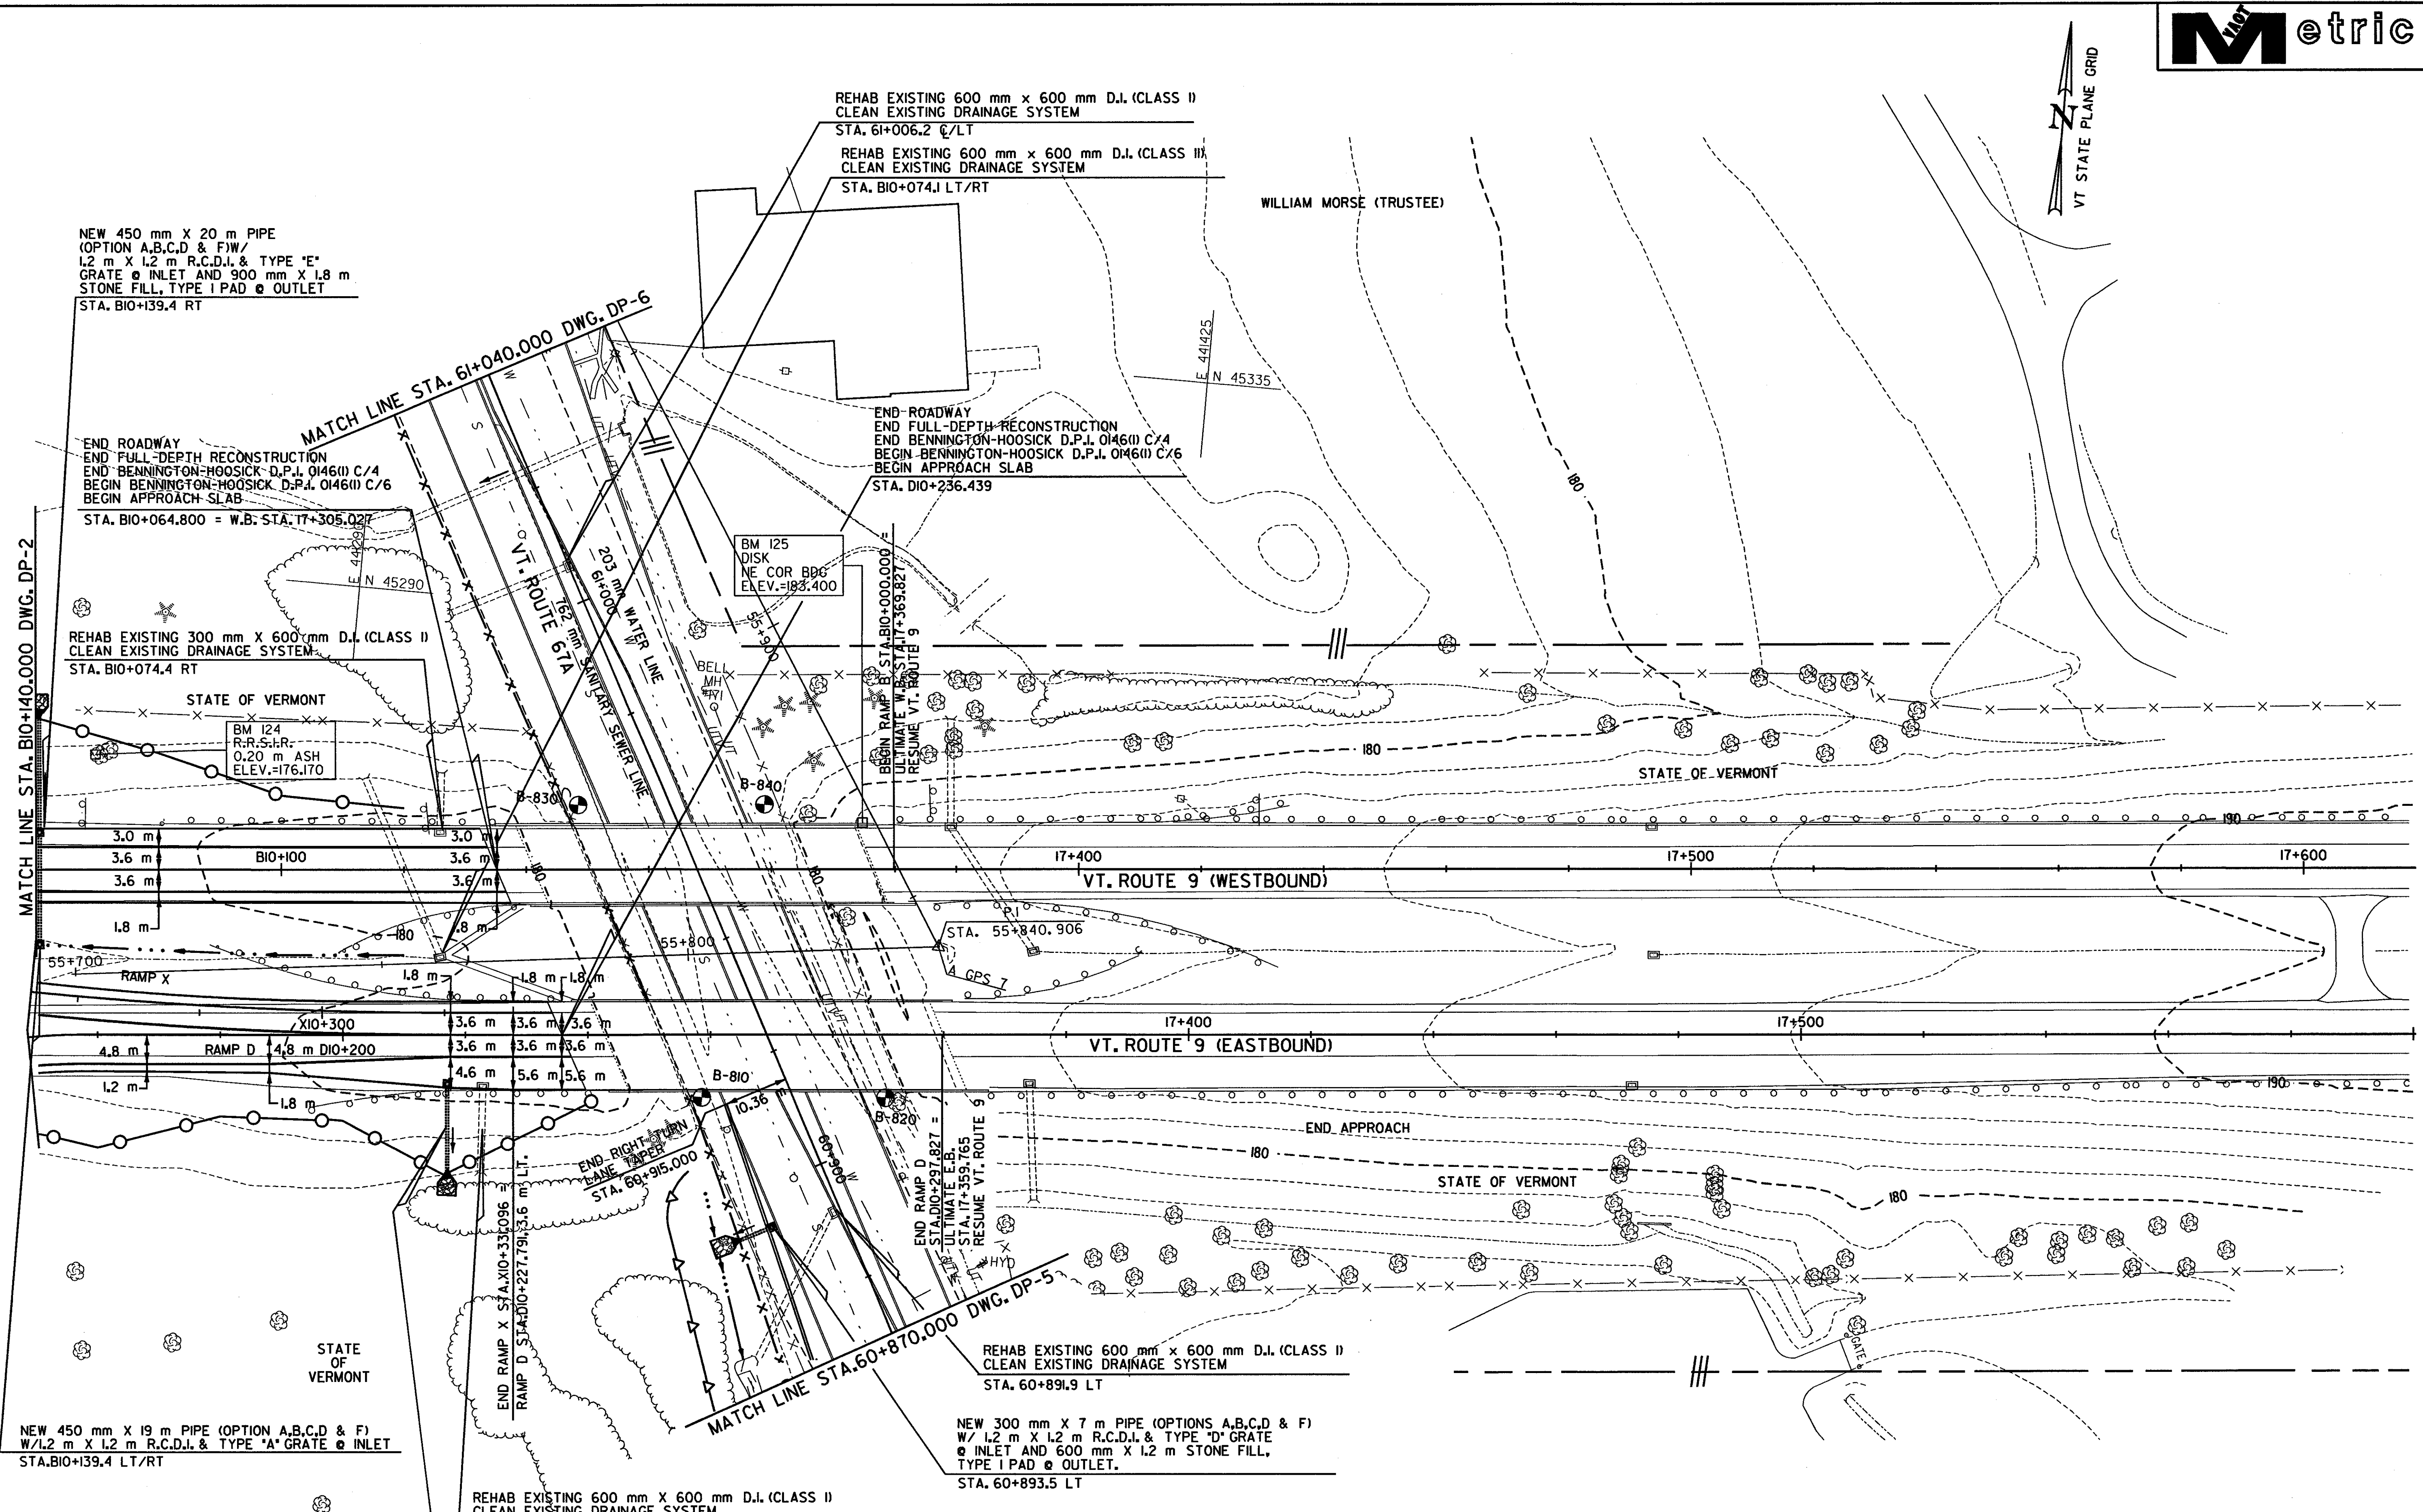 VAOT Metric
VT STATE PLANE GRID
N
REHAB EXISTING 600 mm x 600 mm D.I. (CLASS I)
CLEAN EXISTING DRAINAGE SYSTEM
STA. 61+006.2 ℄/LT
REHAB EXISTING 600 mm x 600 mm D.I. (CLASS II)
CLEAN EXISTING DRAINAGE SYSTEM
STA. B10+074.1 LT/RT
WILLIAM MORSE (TRUSTEE)
NEW 450 mm X 20 m PIPE
(OPTION A,B,C,D & F)W/
1.2 m X 1.2 m R.C.D.I. & TYPE "E"
GRATE @ INLET AND 900 mm X 1.8 m
STONE FILL, TYPE I PAD @ OUTLET
STA. B10+139.4 RT
MATCH LINE STA. 61+040.000 DWG. DP-6
E 441425
N 45335
END ROADWAY
END FULL-DEPTH RECONSTRUCTION
END BENNINGTON-HOOSICK D.P.I. 0146(1) C/4
BEGIN BENNINGTON-HOOSICK D.P.I. 0146(1) C/6
BEGIN APPROACH SLAB
STA. B10+064.800 = W.B. STA. 17+305.027
END ROADWAY
END FULL-DEPTH RECONSTRUCTION
END BENNINGTON-HOOSICK D.P.I. 0146(1) C/4
BEGIN BENNINGTON-HOOSICK D.P.I. 0146(1) C/6
BEGIN APPROACH SLAB
STA. D10+236.439
180
BM 125
DISK
NE COR BDG
ELEV.=183.400
N 45290
VT. ROUTE 67A
203 mm WATER LINE
61+000
762 mm SANITARY SEWER LINE
55+900
BEGIN RAMP B STA. B10+000.000 =
ULTIMATE W.B. STA. 17+369.827
RESUME VT. ROUTE 9
MATCH LINE STA. B10+140.000 DWG. DP-2
REHAB EXISTING 300 mm X 600 mm D.I. (CLASS I)
CLEAN EXISTING DRAINAGE SYSTEM
STA. B10+074.4 RT
STATE OF VERMONT
BM 124
R.R.S.I.R.
0.20 m ASH
ELEV.=176.170
BELL
MH
#171
B-830
B-840
180
STATE OF VERMONT
190
3.0 m
3.0 m
3.6 m
B10+100
3.6 m
3.6 m
3.6 m
180
180
17+400
17+500
17+600
VT. ROUTE 9 (WESTBOUND)
1.8 m
1.8 m
180
55+700
RAMP X
55+800
P.I.
STA. 55+840.906
GPS 7
1.8 m
1.8 m
1.8 m
X10+300
3.6 m
3.6 m
3.6 m
17+400
17+500
4.8 m
RAMP D
4.8 m
D10+200
3.6 m
3.6 m
3.6 m
VT. ROUTE 9 (EASTBOUND)
1.2 m
1.8 m
4.6 m
5.6 m
5.6 m
B-810
10.36 m
B-820
190
END RIGHT TURN
LANE TAPER
STA. 60+915.000
60+900
END APPROACH
180
STATE OF VERMONT
180
END RAMP D
STA. D10+297.827 =
ULTIMATE E.B.
STA. 17+359.765
RESUME VT. ROUTE 9
HYD
END RAMP X STA. X10+331.096 =
RAMP D STA. D10+227.791, 3.6 m LT.
MATCH LINE STA. 60+870.000 DWG. DP-5
GATE
STATE
OF
VERMONT
REHAB EXISTING 600 mm x 600 mm D.I. (CLASS I)
CLEAN EXISTING DRAINAGE SYSTEM
STA. 60+891.9 LT
NEW 450 mm X 19 m PIPE (OPTION A,B,C,D & F)
W/1.2 m X 1.2 m R.C.D.I. & TYPE "A" GRATE @ INLET
STA.B10+139.4 LT/RT
NEW 300 mm X 7 m PIPE (OPTIONS A,B,C,D & F)
W/ 1.2 m X 1.2 m R.C.D.I. & TYPE "D" GRATE
@ INLET AND 600 mm X 1.2 m STONE FILL,
TYPE I PAD @ OUTLET.
STA. 60+893.5 LT
REHAB EXISTING 600 mm X 600 mm D.I. (CLASS I)
CLEAN EXISTING DRAINAGE SYSTEM